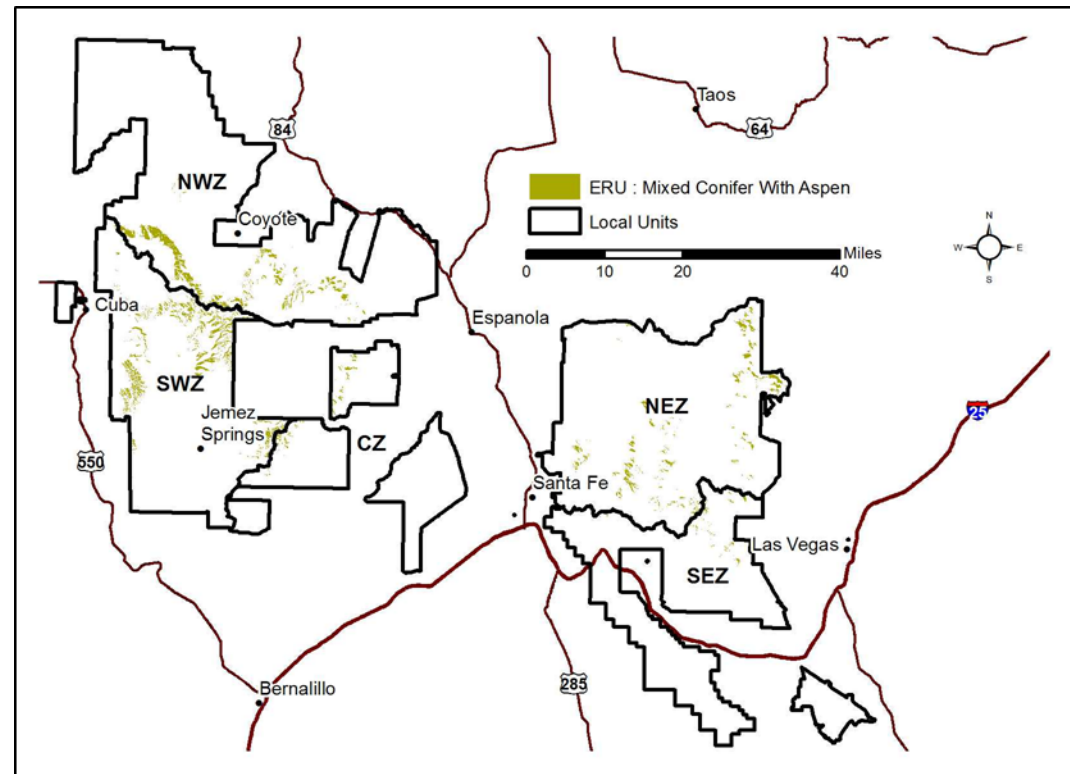 Taos
84
64
N
W
E
S
ERU : Mixed Conifer With Aspen
Local Units
Miles
0
10
20
40
NWZ
Coyote
Cuba
Espanola
SWZ
NEZ
Jemez
Springs
CZ
25
550
Santa Fe
Las Vegas
SEZ
285
Bernalillo